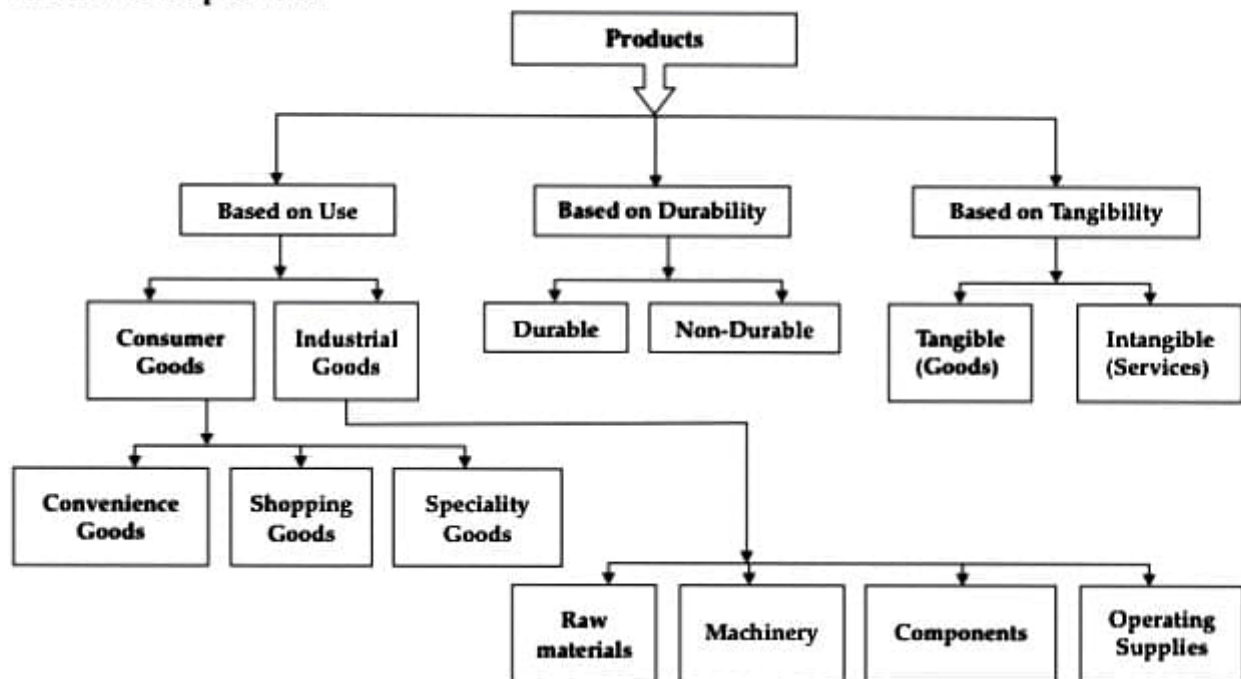 Products
Based on Use
Based on Durability
Based on Tangibility
Consumer
Goods
Industrial
Goods
Durable
Non-Durable
Tangible
(Goods)
Intangible
(Services)
Convenience
Goods
Shopping
Goods
Speciality
Goods
Raw
materials
Machinery
Components
Operating
Supplies